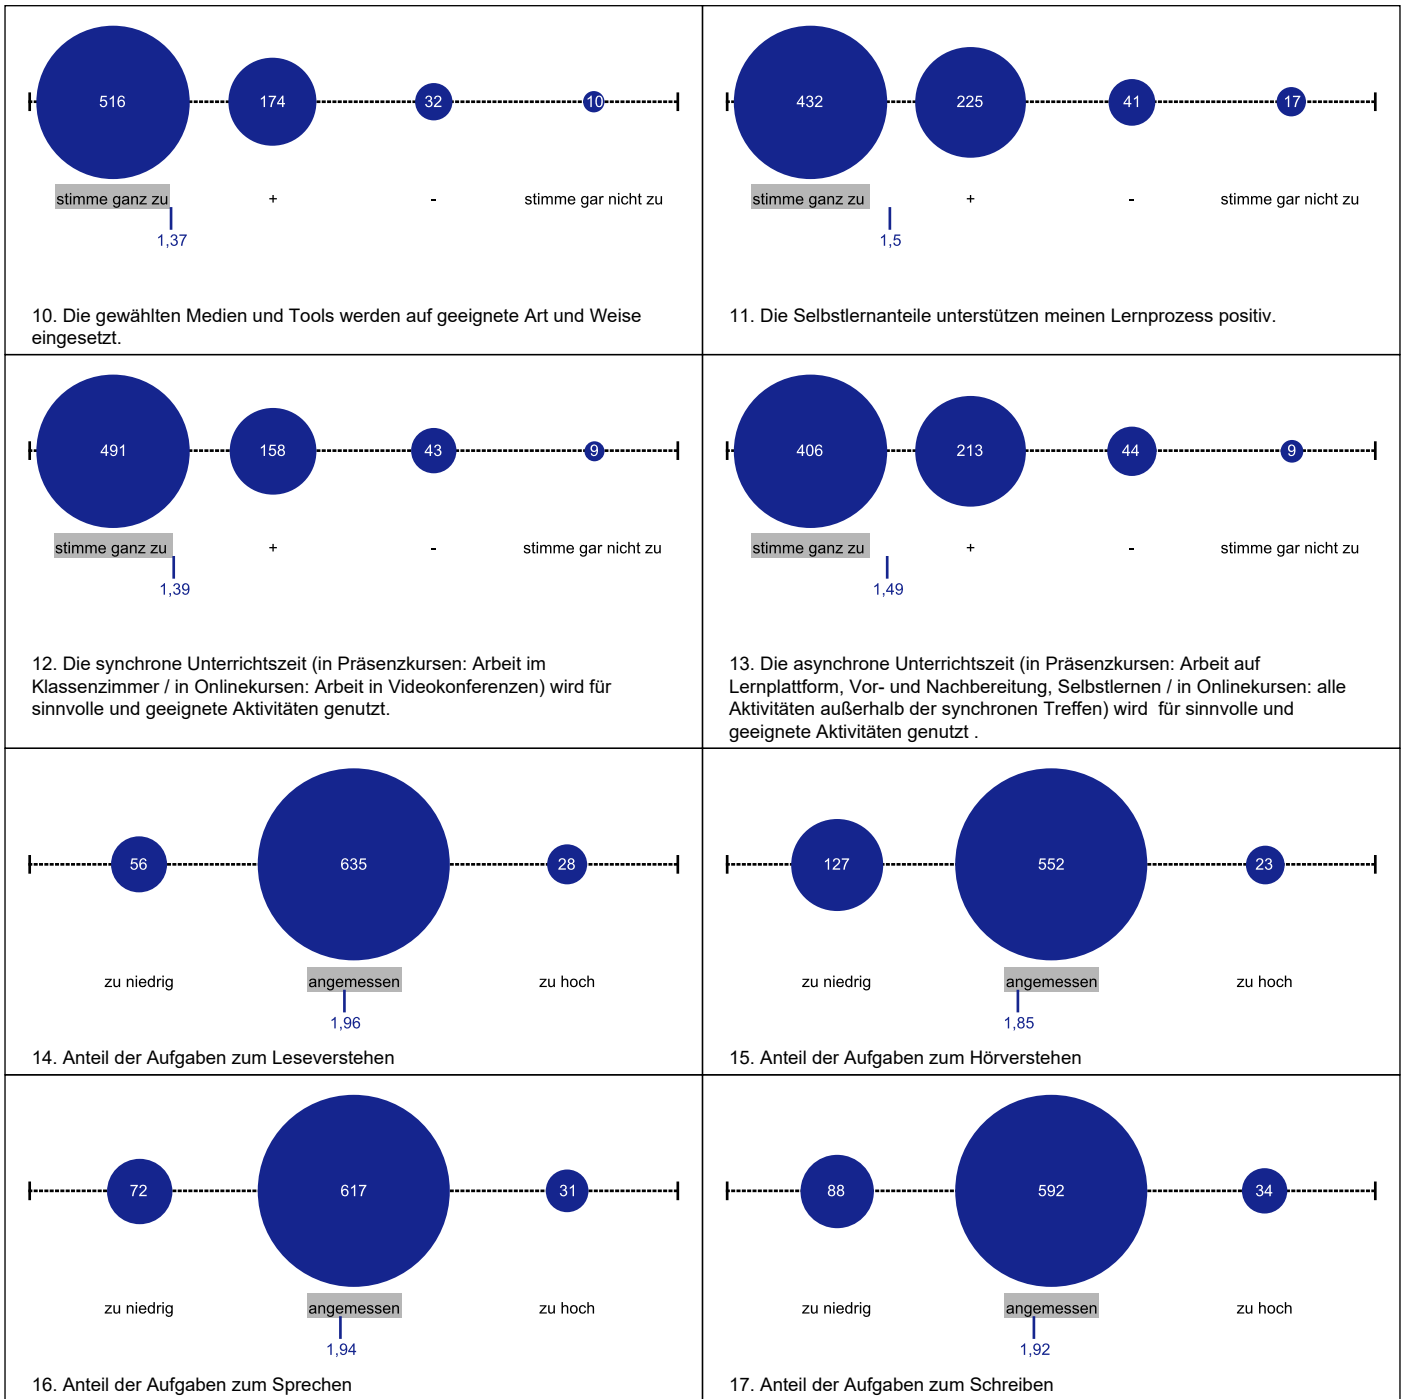 516 174 32 10
stimme ganz zu + - stimme gar nicht zu
1,37
10. Die gewählten Medien und Tools werden auf geeignete Art und Weise
eingesetzt.
432 225 41 17
stimme ganz zu + - stimme gar nicht zu
1,5
11. Die Selbstlernanteile unterstützen meinen Lernprozess positiv.
491 158 43 9
stimme ganz zu + - stimme gar nicht zu
1,39
12. Die synchrone Unterrichtszeit (in Präsenzkursen: Arbeit im
Klassenzimmer / in Onlinekursen: Arbeit in Videokonferenzen) wird für
sinnvolle und geeignete Aktivitäten genutzt.
406 213 44 9
stimme ganz zu + - stimme gar nicht zu
1,49
13. Die asynchrone Unterrichtszeit (in Präsenzkursen: Arbeit auf
Lernplattform, Vor- und Nachbereitung, Selbstlernen / in Onlinekursen: alle
Aktivitäten außerhalb der synchronen Treffen) wird  für sinnvolle und
geeignete Aktivitäten genutzt .
56 635 28
zu niedrig angemessen zu hoch
1,96
14. Anteil der Aufgaben zum Leseverstehen
127 552 23
zu niedrig angemessen zu hoch
1,85
15. Anteil der Aufgaben zum Hörverstehen
72 617 31
zu niedrig angemessen zu hoch
1,94
16. Anteil der Aufgaben zum Sprechen
88 592 34
zu niedrig angemessen zu hoch
1,92
17. Anteil der Aufgaben zum Schreiben